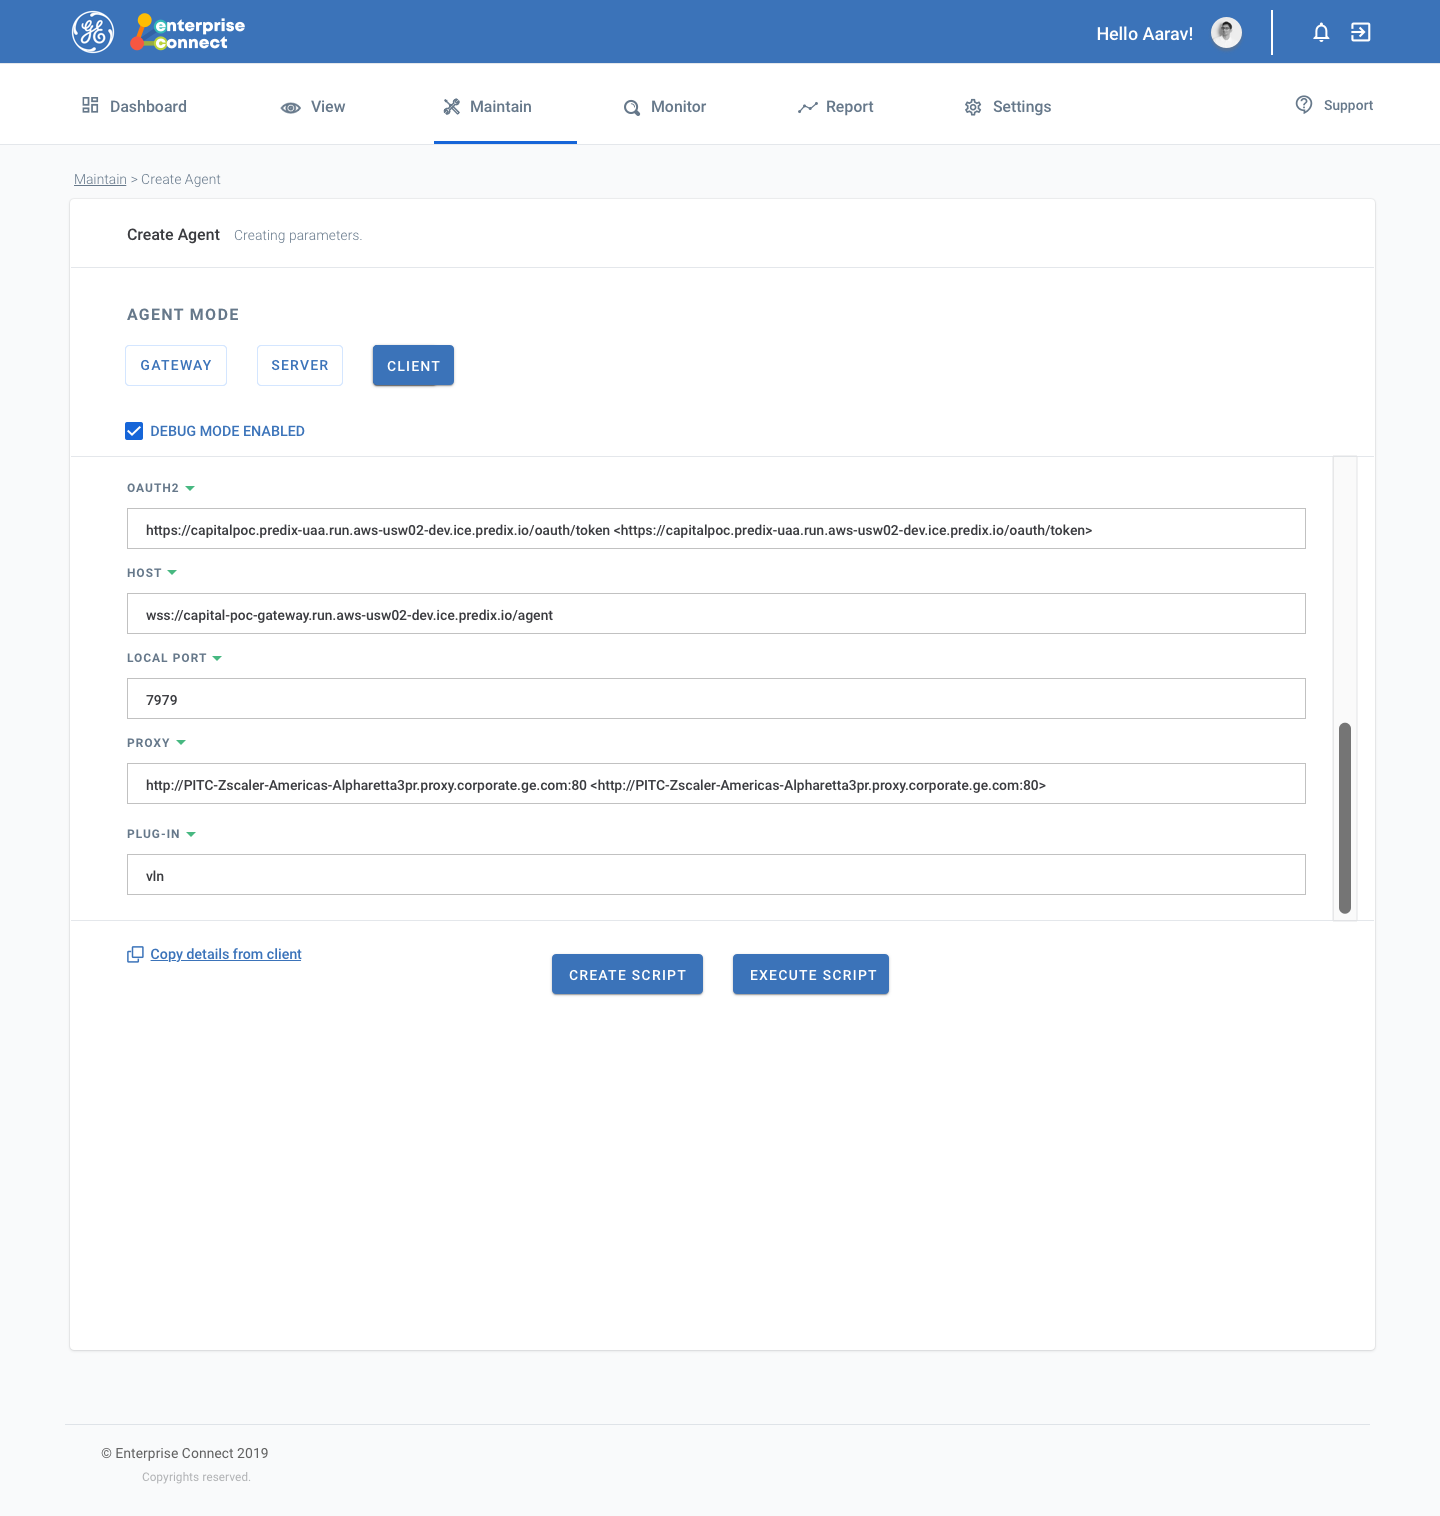 GE enterprise
connect
Hello Aarav!
Dashboard View Maintain Monitor Report Settings Support
Maintain > Create Agent
Create Agent Creating parameters.
AGENT MODE
GATEWAY SERVER CLIENT
DEBUG MODE ENABLED
OAUTH2
https://capitalpoc.predix-uaa.run.aws-usw02-dev.ice.predix.io/oauth/token <https://capitalpoc.predix-uaa.run.aws-usw02-dev.ice.predix.io/oauth/token>
HOST
wss://capital-poc-gateway.run.aws-usw02-dev.ice.predix.io/agent
LOCAL PORT
7979
PROXY
http://PITC-Zscaler-Americas-Alpharetta3pr.proxy.corporate.ge.com:80 <http://PITC-Zscaler-Americas-Alpharetta3pr.proxy.corporate.ge.com:80>
PLUG-IN
vln
Copy details from client
CREATE SCRIPT EXECUTE SCRIPT
© Enterprise Connect 2019
Copyrights reserved.